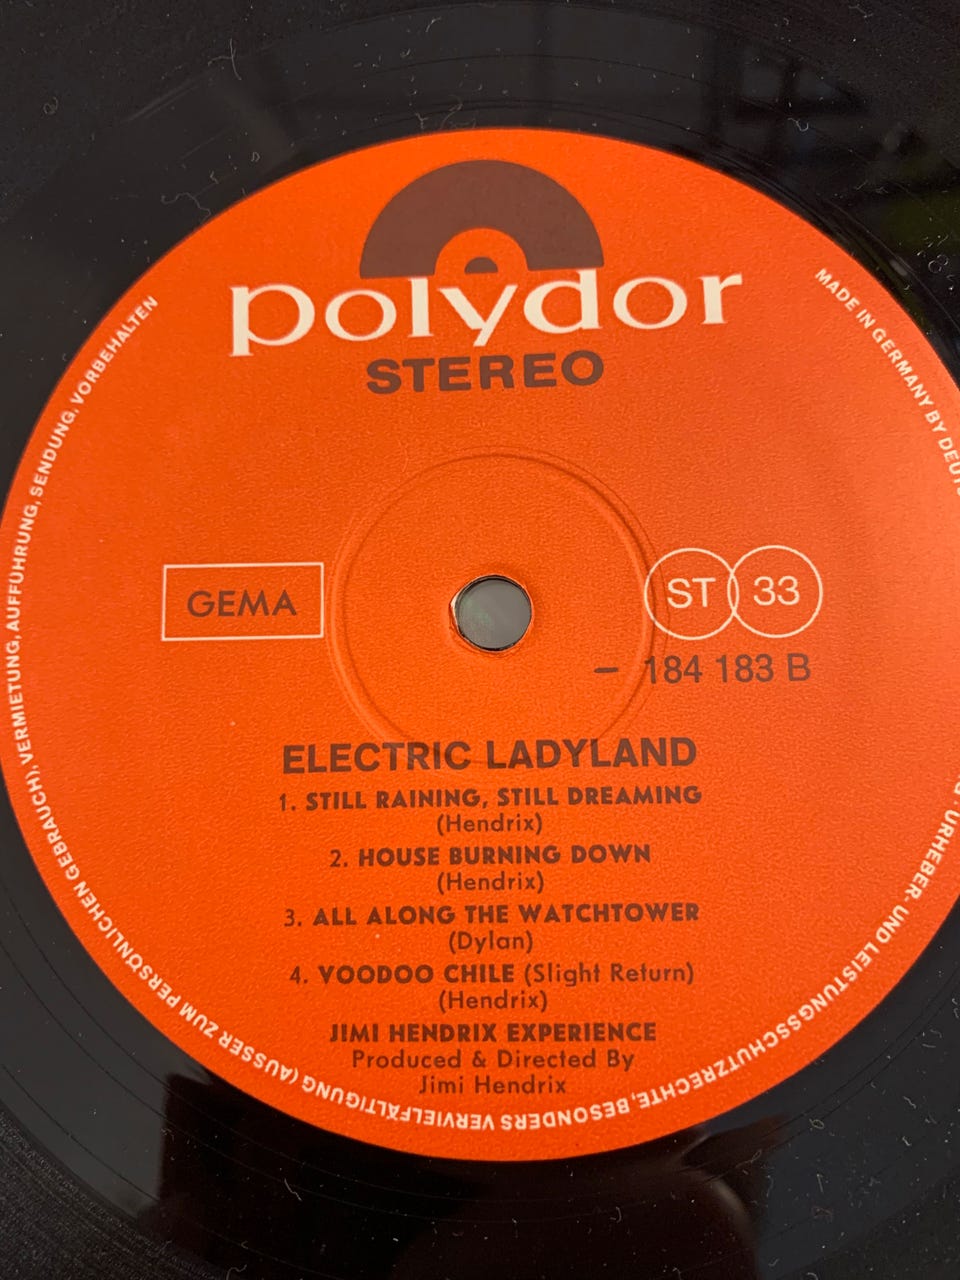 polydor
STEREO
MADE IN GERMANY BY
GEMA
ST 33
– 184 183 B
ELECTRIC LADYLAND
1. STILL RAINING, STILL DREAMING
(Hendrix)
2. HOUSE BURNING DOWN
(Hendrix)
3. ALL ALONG THE WATCHTOWER
(Dylan)
4. VOODOO CHILE (Slight Return)
(Hendrix)
JIMI HENDRIX EXPERIENCE
Produced & Directed By
Jimi Hendrix
URHEBER- UND LEISTUNGSSCHUTZRECHTE, BESONDERS VERVIELFÄLTIGUNG (AUSSER ZUM PERSÖNLICHEN GEBRAUCH), VERMIETUNG, AUFFÜHRUNG, SENDUNG, VORBEHALTEN